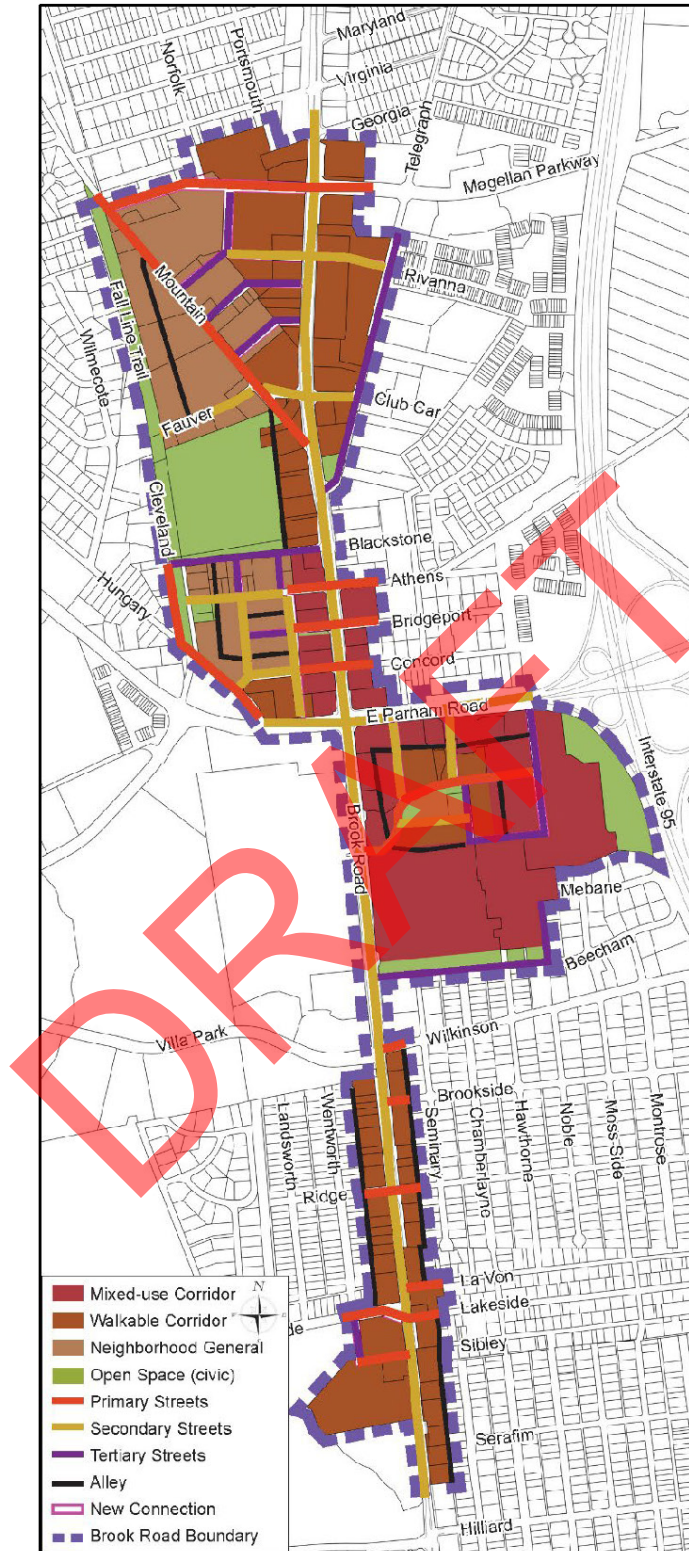 Maryland
Norfolk
Portsmouth
Virginia
Georgia
Telegraph
Magellan Parkway
Rivanna
Mountain
Fall Line Trail
Wilmecote
Club Car
Fauver
Cleveland
Blackstone
Hungary
Athens
Bridgeport
Concord
E Parham Road
Interstate 95
Brook Road
Mebane
Beecham
DRAFT
Wilkinson
Villa Park
Brookside
Landsworth
Wentworth
Seminary
Chamberlayne
Hawthorne
Noble
Moss-Side
Montrose
Ridge
La Von
Lakeside
de
Sibley
Serafim
Hilliard
N
Mixed-use Corridor
Walkable Corridor
Neighborhood General
Open Space (civic)
Primary Streets
Secondary Streets
Tertiary Streets
Alley
New Connection
Brook Road Boundary